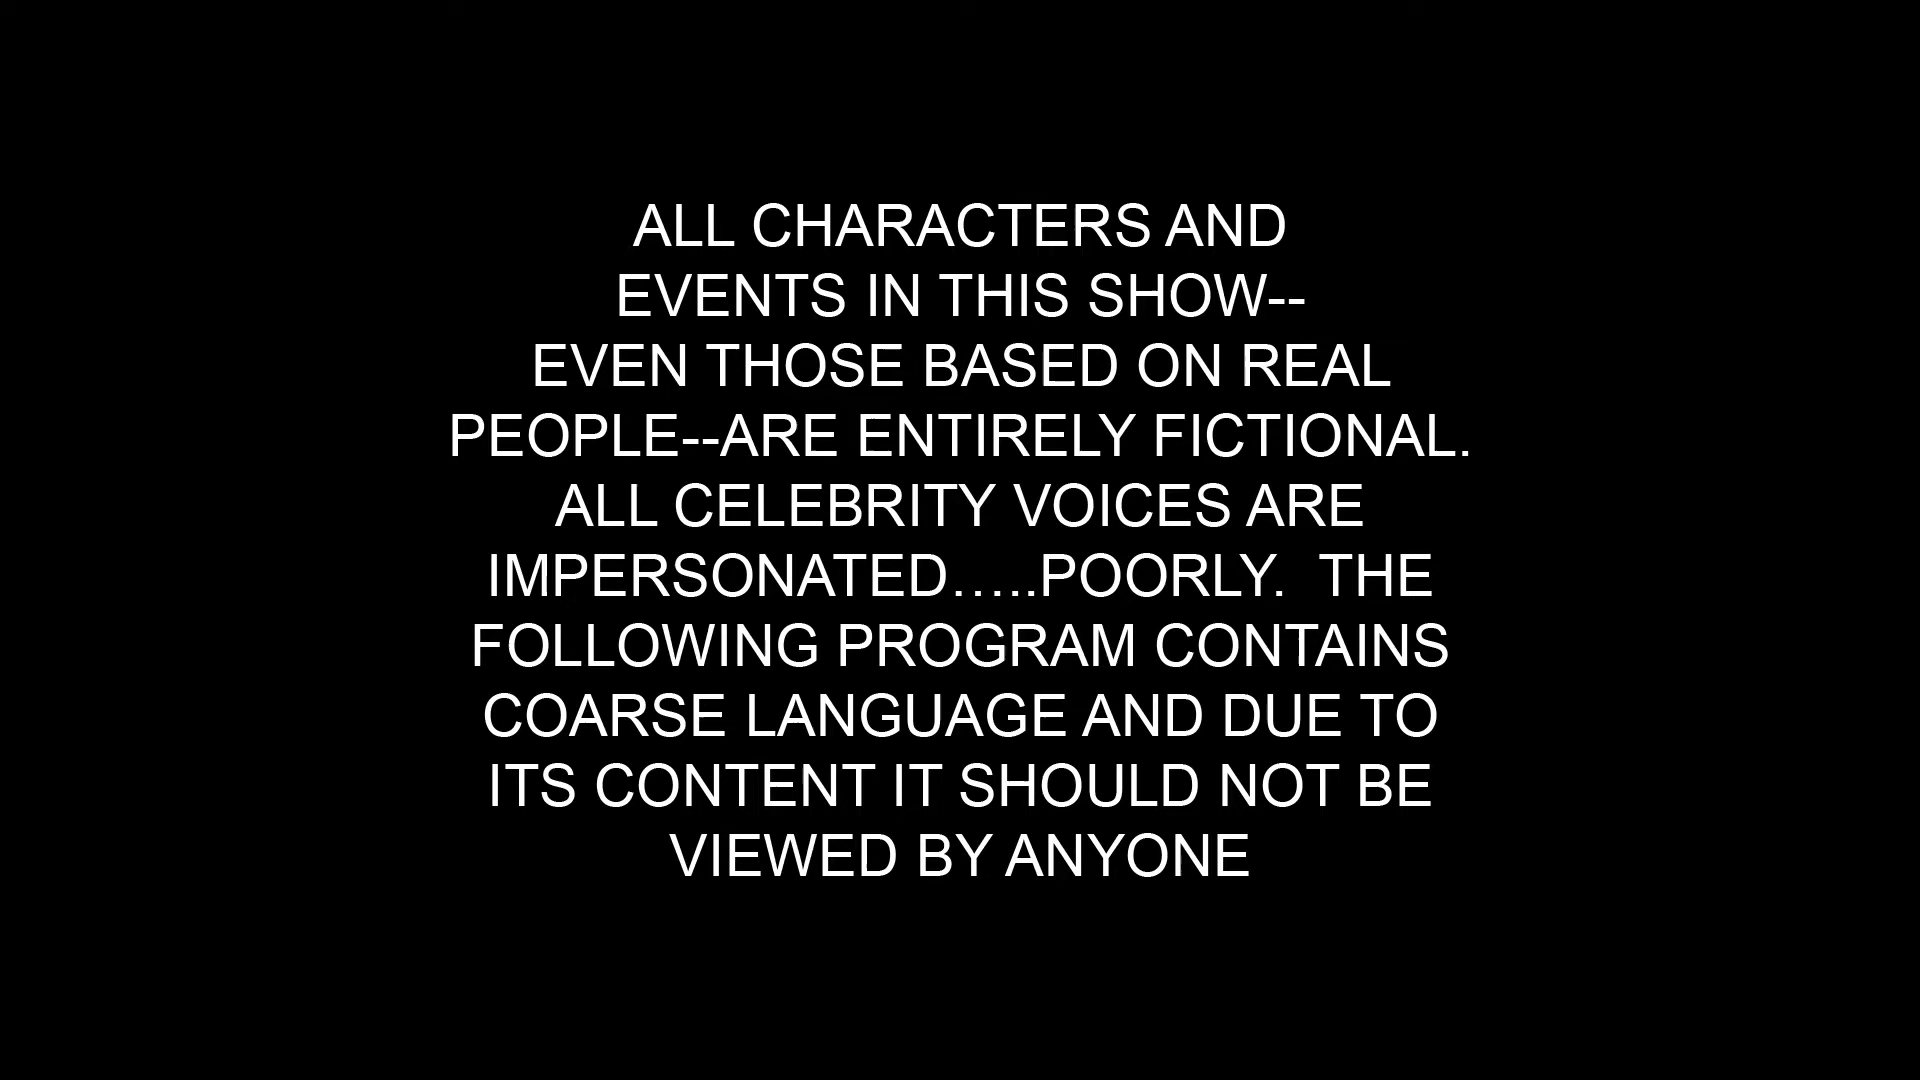 ALL CHARACTERS AND
EVENTS IN THIS SHOW--
EVEN THOSE BASED ON REAL
PEOPLE--ARE ENTIRELY FICTIONAL.
ALL CELEBRITY VOICES ARE
IMPERSONATED…..POORLY.  THE
FOLLOWING PROGRAM CONTAINS
COARSE LANGUAGE AND DUE TO
ITS CONTENT IT SHOULD NOT BE
VIEWED BY ANYONE